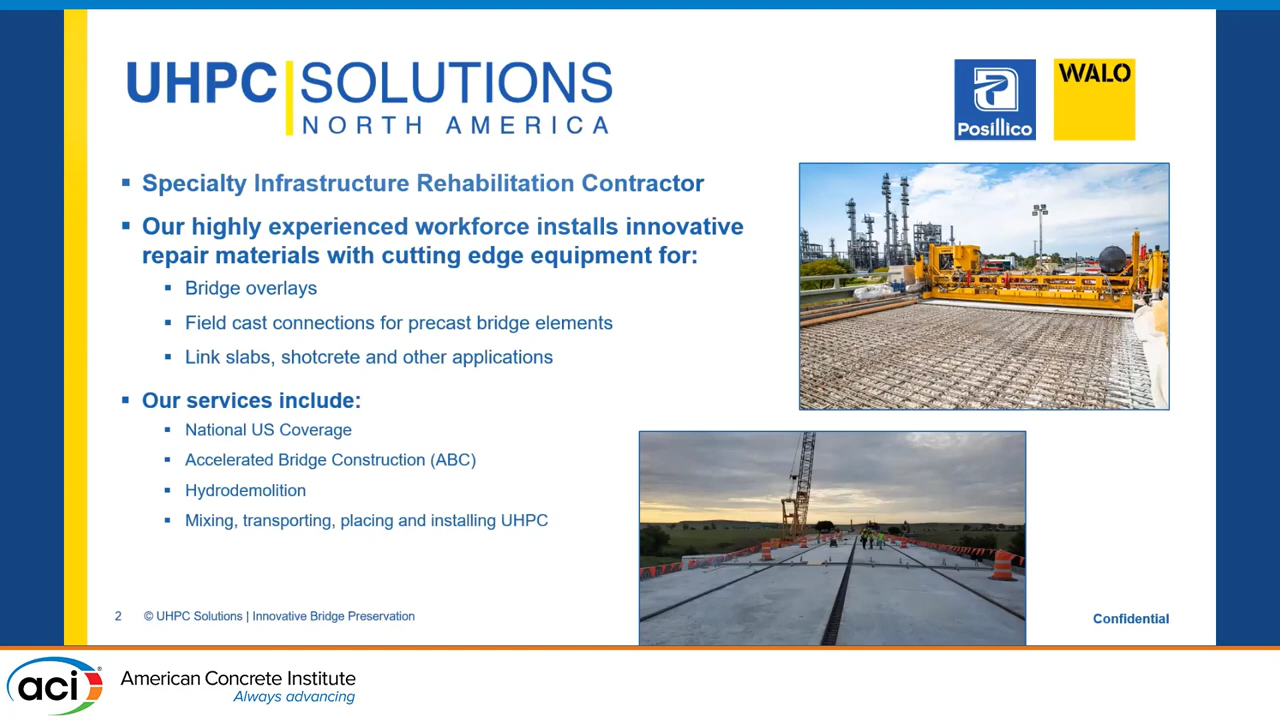 UHPC SOLUTIONS
NORTH AMERICA
Posillico
WALO
▪ Specialty Infrastructure Rehabilitation Contractor
▪ Our highly experienced workforce installs innovative
repair materials with cutting edge equipment for:
▪ Bridge overlays
▪ Field cast connections for precast bridge elements
▪ Link slabs, shotcrete and other applications
▪ Our services include:
▪ National US Coverage
▪ Accelerated Bridge Construction (ABC)
▪ Hydrodemolition
▪ Mixing, transporting, placing and installing UHPC
2 © UHPC Solutions | Innovative Bridge Preservation
Confidential
aci®
American Concrete Institute
Always advancing